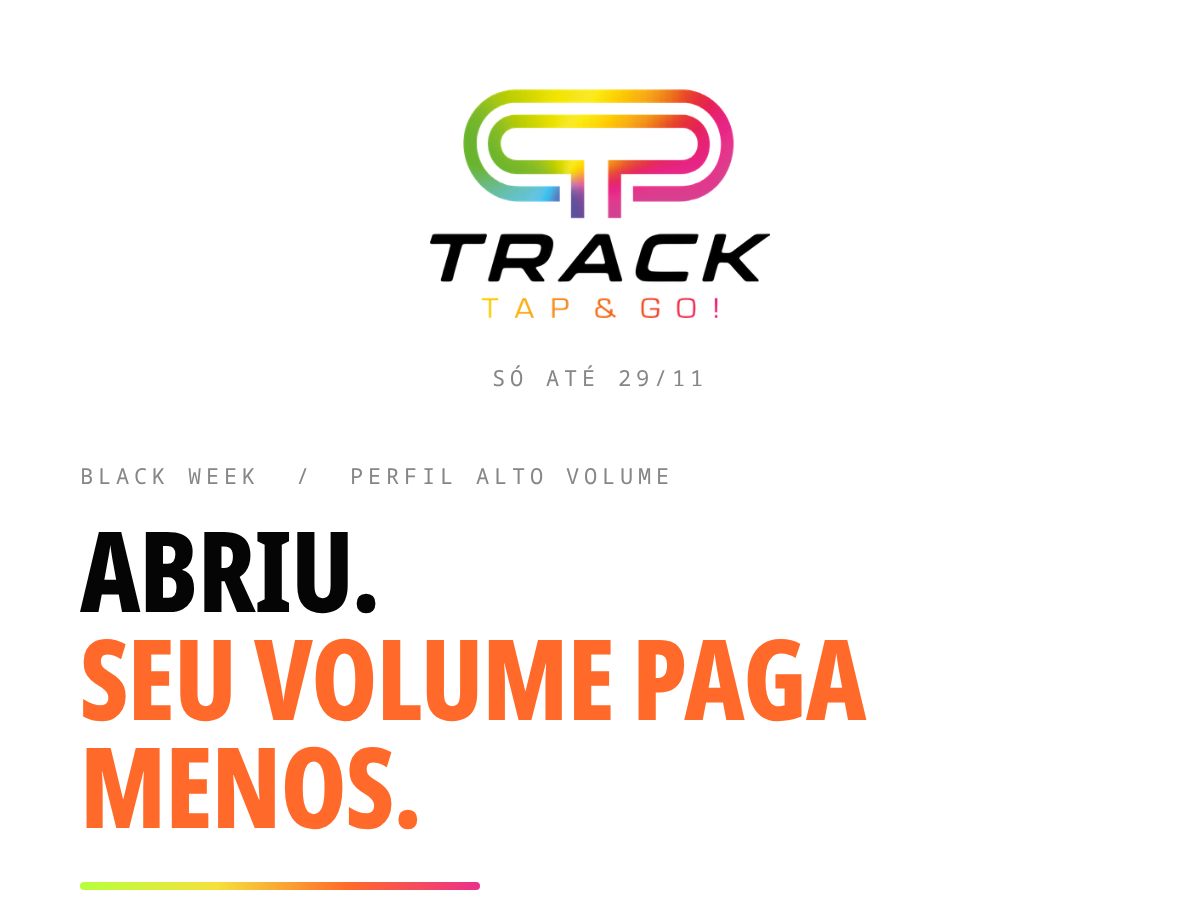 TRACK
TAP & GO!
SÓ ATÉ 29/11
BLACK WEEK / PERFIL ALTO VOLUME
ABRIU.
SEU VOLUME PAGA
MENOS.